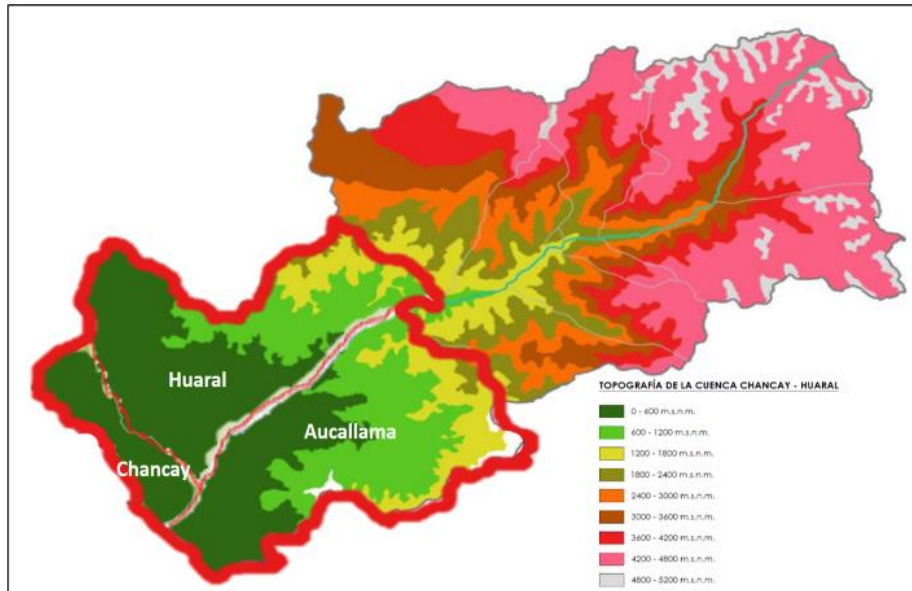 Huaral
Aucallama
Chancay
TOPOGRAFÍA DE LA CUENCA CHANCAY - HUARAL
0 - 600 m.s.n.m.
600 - 1200 m.s.n.m.
1200 - 1800 m.s.n.m.
1800 - 2400 m.s.n.m.
2400 - 3000 m.s.n.m.
3000 - 3600 m.s.n.m.
3600 - 4200 m.s.n.m.
4200 - 4800 m.s.n.m.
4800 - 5200 m.s.n.m.